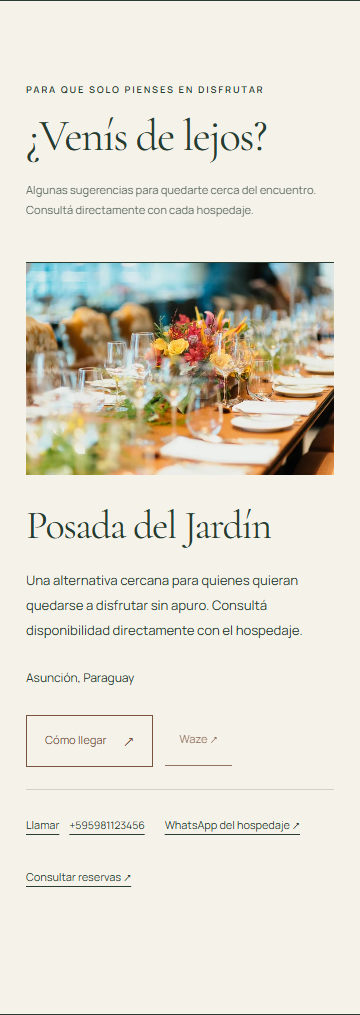 PARA QUE SOLO PIENSES EN DISFRUTAR
¿Venís de lejos?
Algunas sugerencias para quedarte cerca del encuentro.
Consultá directamente con cada hospedaje.
Posada del Jardín
Una alternativa cercana para quienes quieran
quedarse a disfrutar sin apuro. Consultá
disponibilidad directamente con el hospedaje.
Asunción, Paraguay
Cómo llegar ↗ Waze ↗
Llamar +595981123456 WhatsApp del hospedaje ↗
Consultar reservas ↗